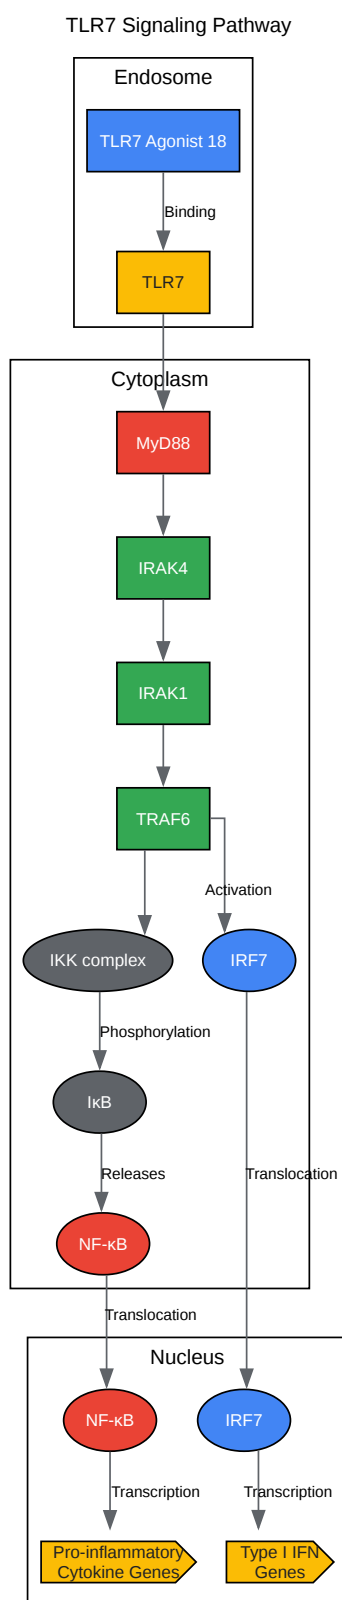 TLR7 Signaling Pathway
Endosome
TLR7 Agonist 18
Binding
TLR7
Cytoplasm
MyD88
IRAK4
IRAK1
TRAF6
Activation
IKK complex
IRF7
Phosphorylation
IκB
Releases
Translocation
NF-κB
Translocation
Nucleus
NF-κB
IRF7
Transcription
Transcription
Pro-inflammatory
Cytokine Genes
Type I IFN
Genes